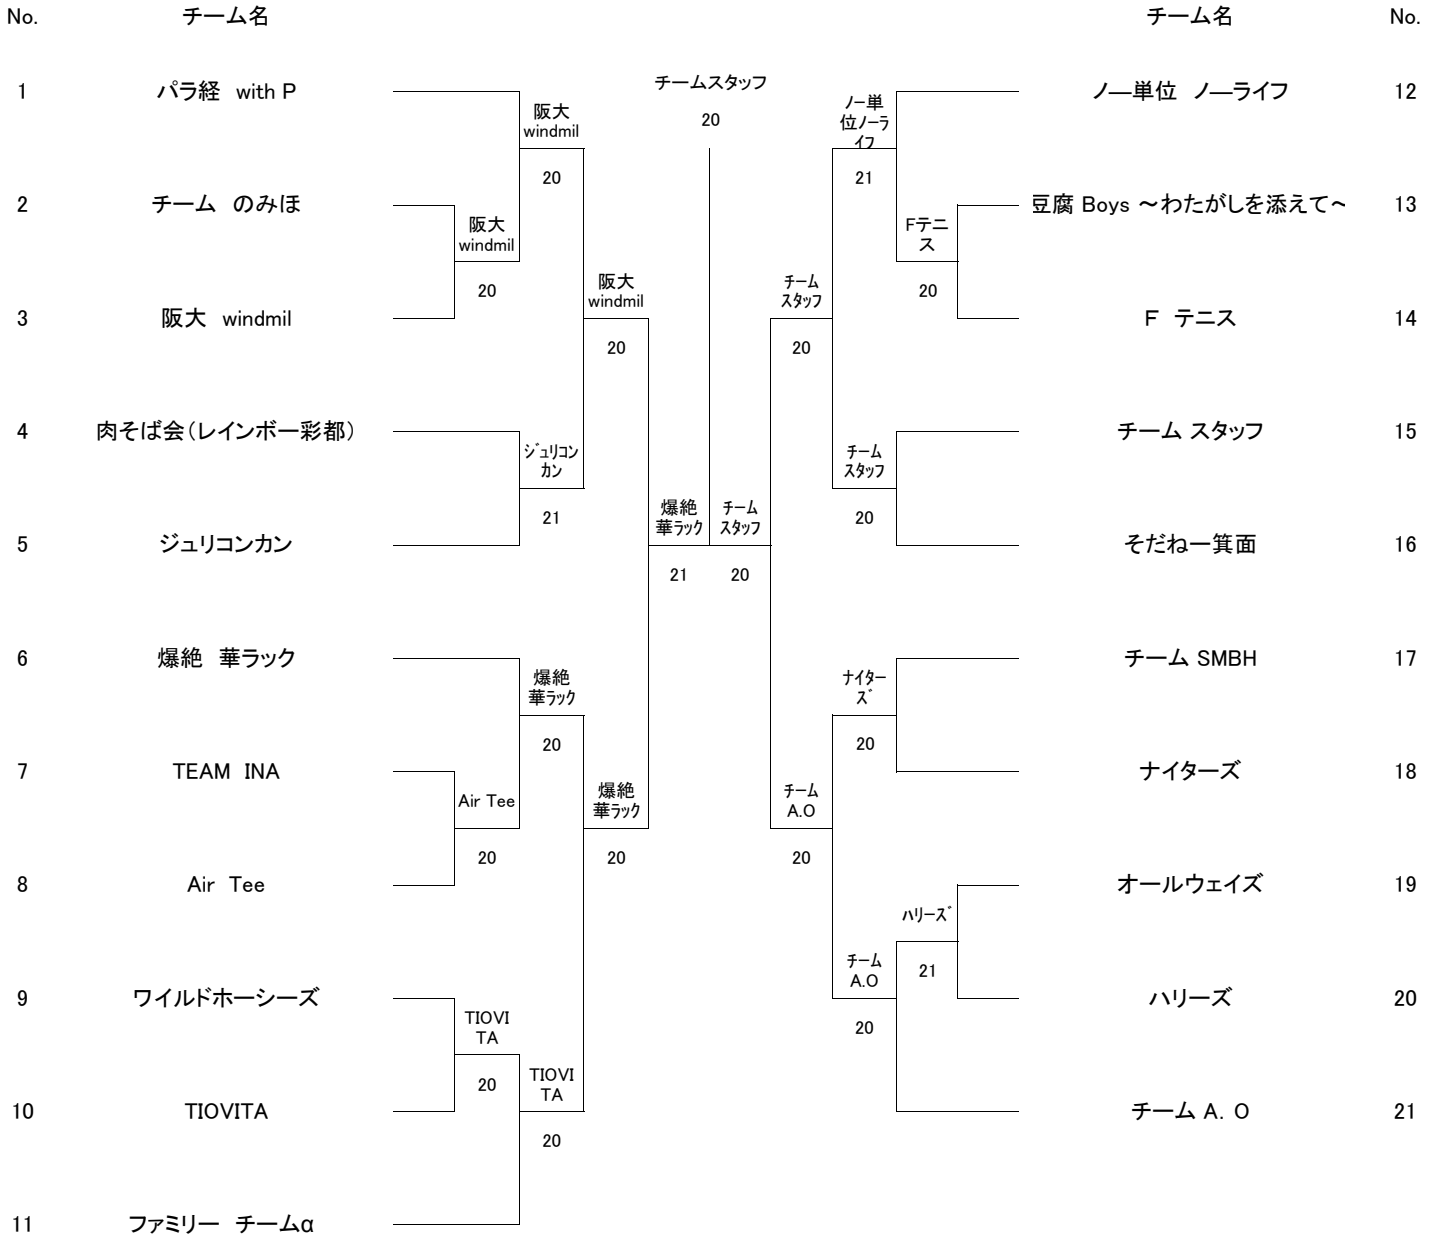 No. チーム名 チーム名 No.
チームスタッフ
1 パラ経 with P ノ―単位 ノ―ライフ 12
阪大
windmil
20
ﾉｰ単
位ﾉｰﾗ
ｲﾌ
20
21
2 チーム のみほ 豆腐 Boys ～わたがしを添えて～ 13
阪大
windmil
Fﾃﾆ
ｽ
20
20
阪大
windmil
ﾁｰﾑ
ｽﾀｯﾌ
3 阪大 windmil F テニス 14
20
20
4 肉そば会（レインボー彩都） チーム スタッフ 15
ｼﾞｭﾘｺﾝ
ｶﾝ
ﾁｰﾑ
ｽﾀｯﾌ
21
20
爆絶
華ﾗｯｸ
ﾁｰﾑ
ｽﾀｯﾌ
5 ジュリコンカン そだねー箕面 16
21
20
6 爆絶 華ラック チーム SMBH 17
爆絶
華ﾗｯｸ
ﾅｲﾀｰ
ｽﾞ
20
20
7 TEAM INA ナイターズ 18
Air Tee
爆絶
華ﾗｯｸ
ﾁｰﾑ
A.O
20
20
20
8 Air Tee オールウェイズ 19
ﾊﾘｰｽﾞ
ﾁｰﾑ
A.O
21
9 ワイルドホーシーズ ハリーズ 20
TIOVI
TA
20
20
TIOVI
TA
10 TIOVITA チーム A．O 21
20
11 ファミリー チームα